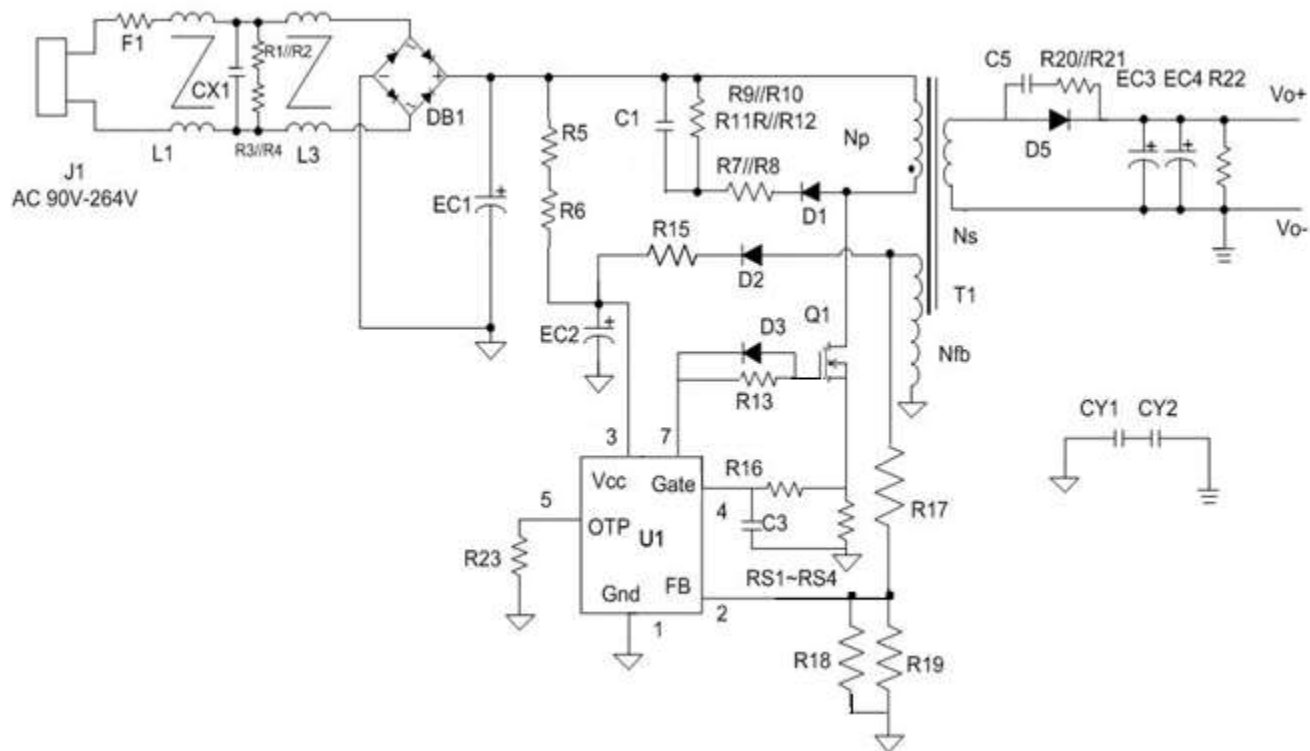 F1
R1//R2
CX1
R3//R4
L1
L3
J1
AC 90V-264V
DB1
EC1
R5
R6
C1
R9//R10
R11R//R12
R7//R8
D1
Np
C5
R20//R21
EC3 EC4 R22
Vo+
D5
Vo-
Ns
T1
Nfb
R15
D2
EC2
D3
Q1
R13
3
7
Vcc
Gate
5
OTP
U1
4
R16
C3
R17
R23
Gnd
FB
RS1~RS4
1
2
R18
R19
CY1
CY2
+
+
+
+
-
+